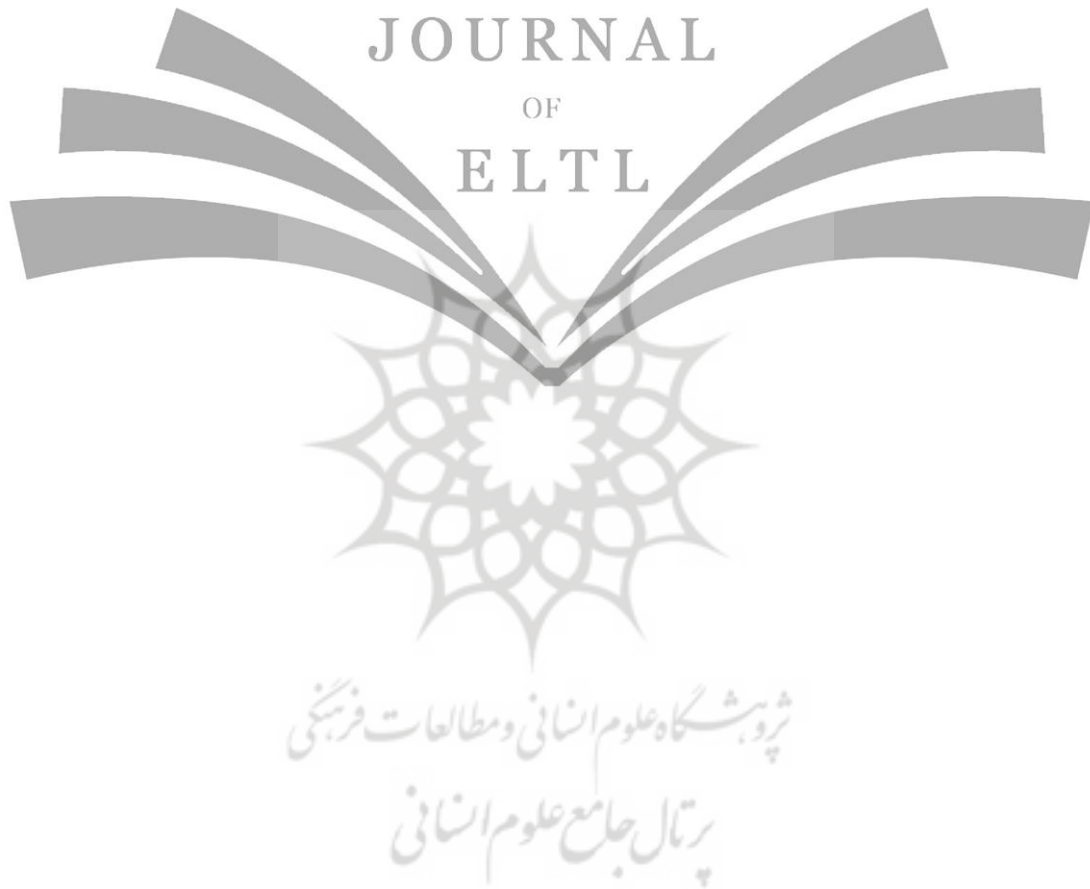 JOURNAL
OF
ELTL
پژوهشگاه علوم انسانی و مطالعات فرهنگی
پرتال جامع علوم انسانی